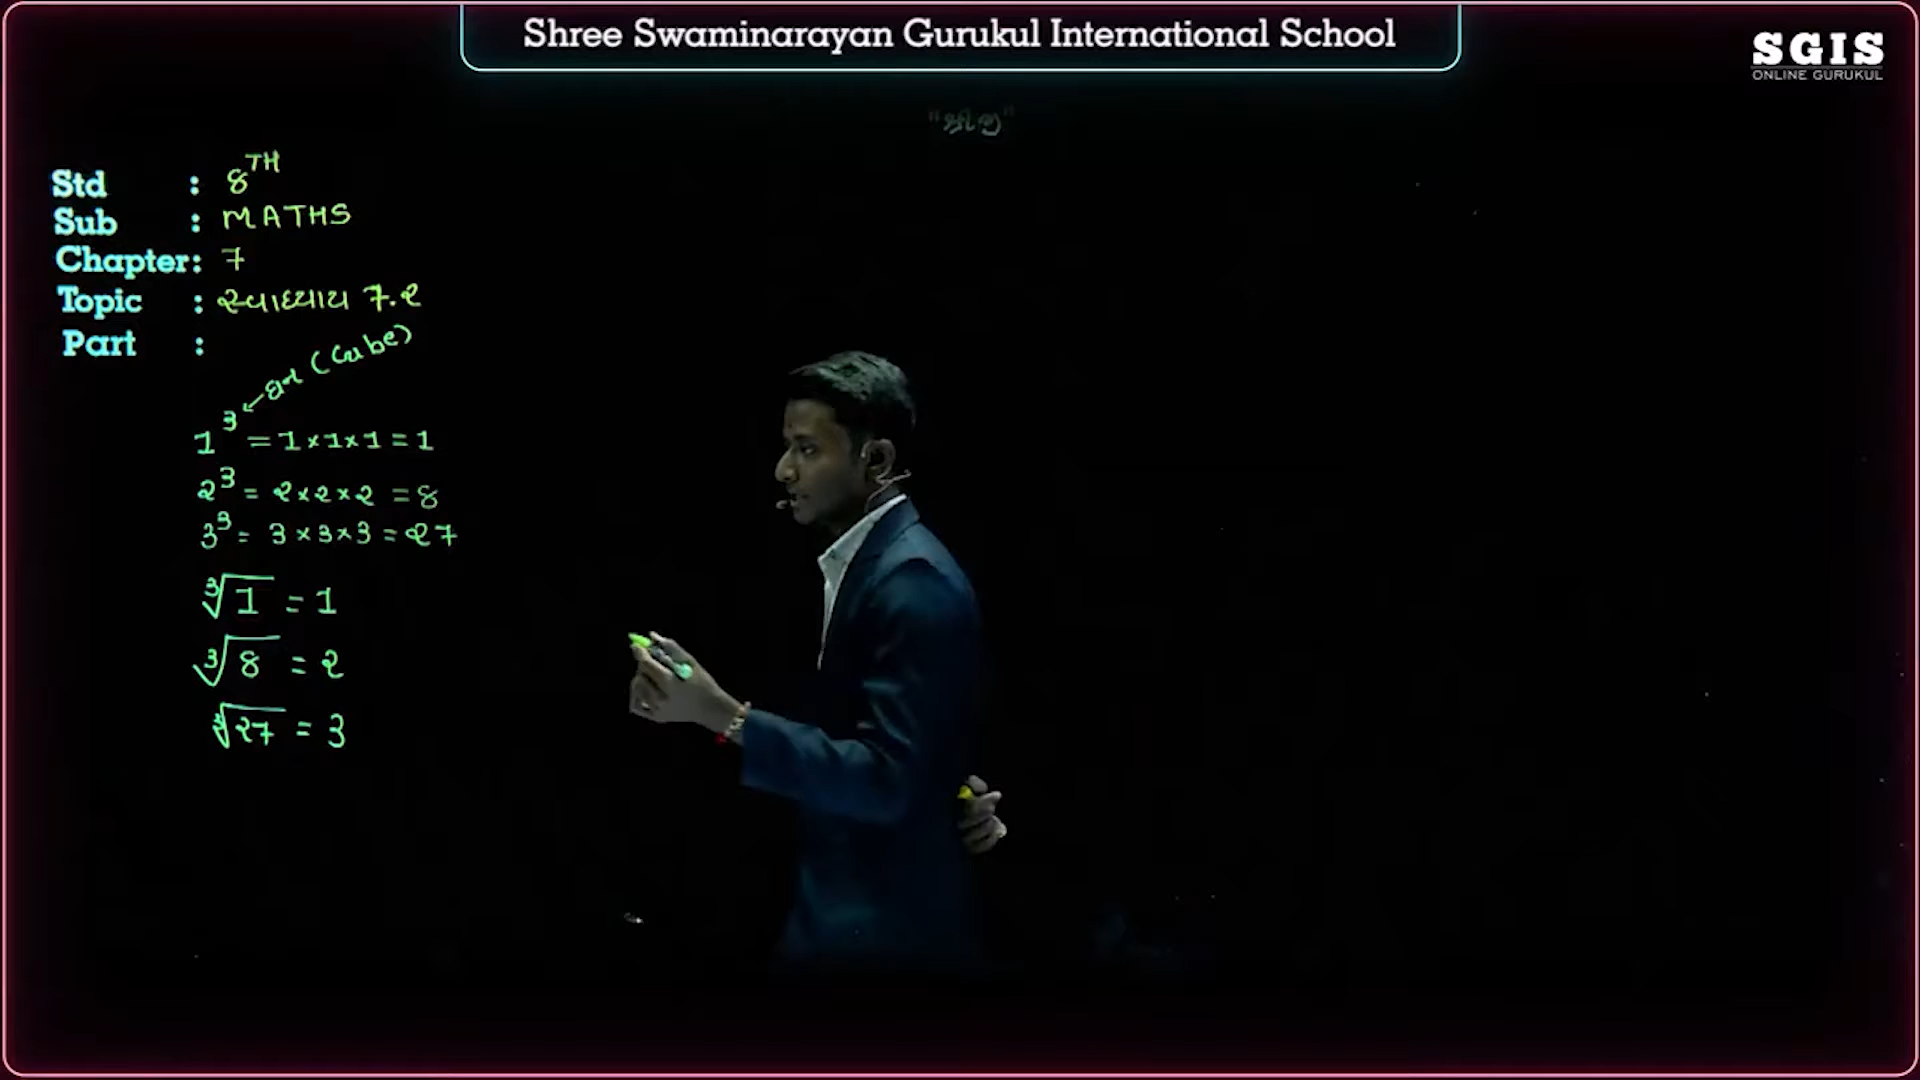 Shree Swaminarayan Gurukul International School
SGIS
ONLINE GURUKUL
"શ્રીજી"
Std : 8TH
Sub : MATHS
Chapter: 7
Topic : સ્વાધ્યાય 7.2
Part :
ઘન (Cube)
1³ = 1 × 1 × 1 = 1
2³ = 2 × 2 × 2 = 8
3³ = 3 × 3 × 3 = 27
∛1 = 1
∛8 = 2
∛27 = 3